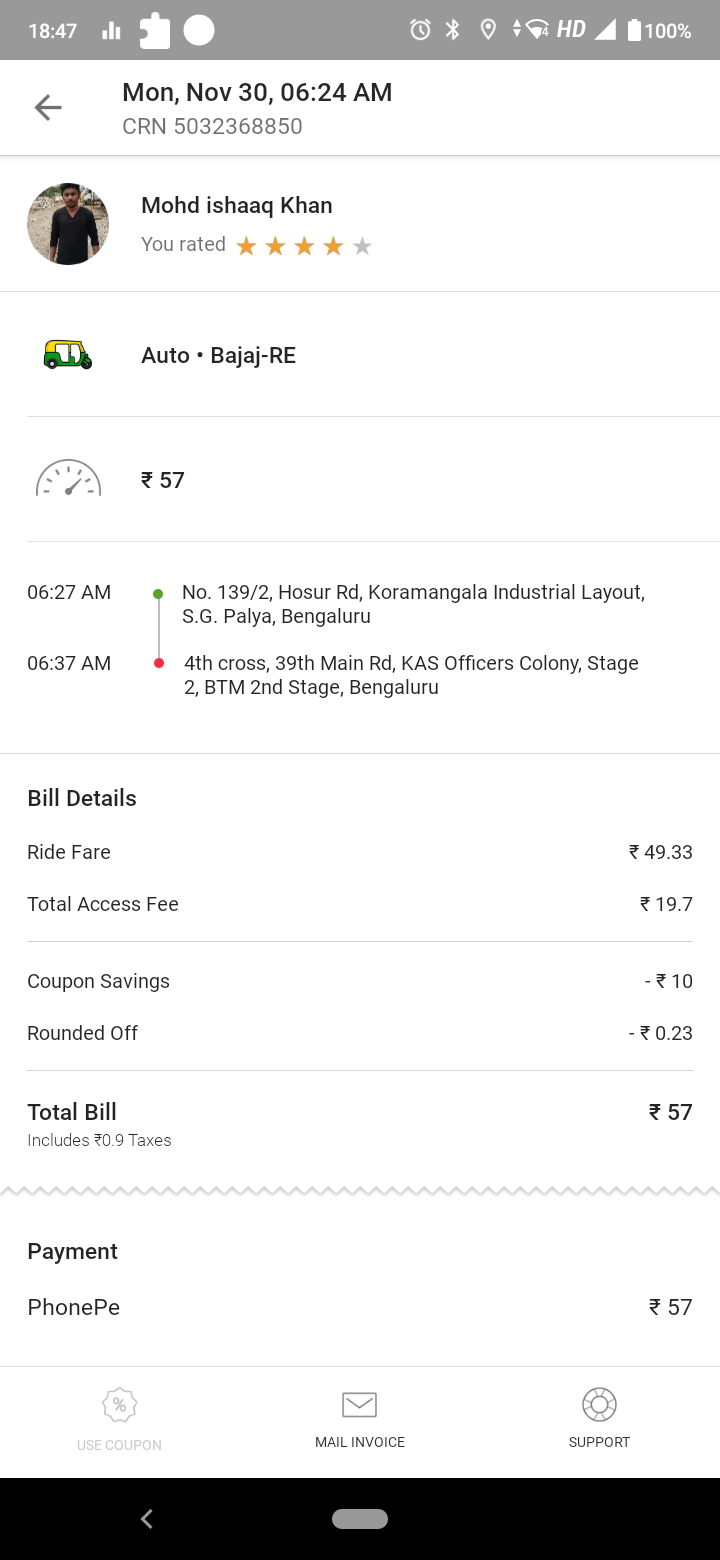 18:47
4 HD 100%
Mon, Nov 30, 06:24 AM
CRN 5032368850
Mohd ishaaq Khan
You rated
Auto • Bajaj-RE
₹ 57
06:27 AM No. 139/2, Hosur Rd, Koramangala Industrial Layout,
S.G. Palya, Bengaluru
06:37 AM 4th cross, 39th Main Rd, KAS Officers Colony, Stage
2, BTM 2nd Stage, Bengaluru
Bill Details
Ride Fare ₹ 49.33
Total Access Fee ₹ 19.7
Coupon Savings - ₹ 10
Rounded Off - ₹ 0.23
Total Bill ₹ 57
Includes ₹0.9 Taxes
Payment
PhonePe ₹ 57
%
USE COUPON MAIL INVOICE SUPPORT